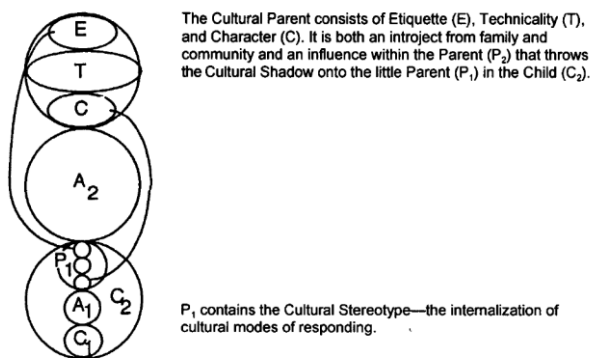 E
The Cultural Parent consists of Etiquette (E), Technicality (T),
and Character (C). It is both an introject from family and
community and an influence within the Parent (P₂) that throws
the Cultural Shadow onto the little Parent (P₁) in the Child (C₂).
T
C
A₂
P₁
C₂
A₁
C₁
P₁ contains the Cultural Stereotype—the internalization of
cultural modes of responding.